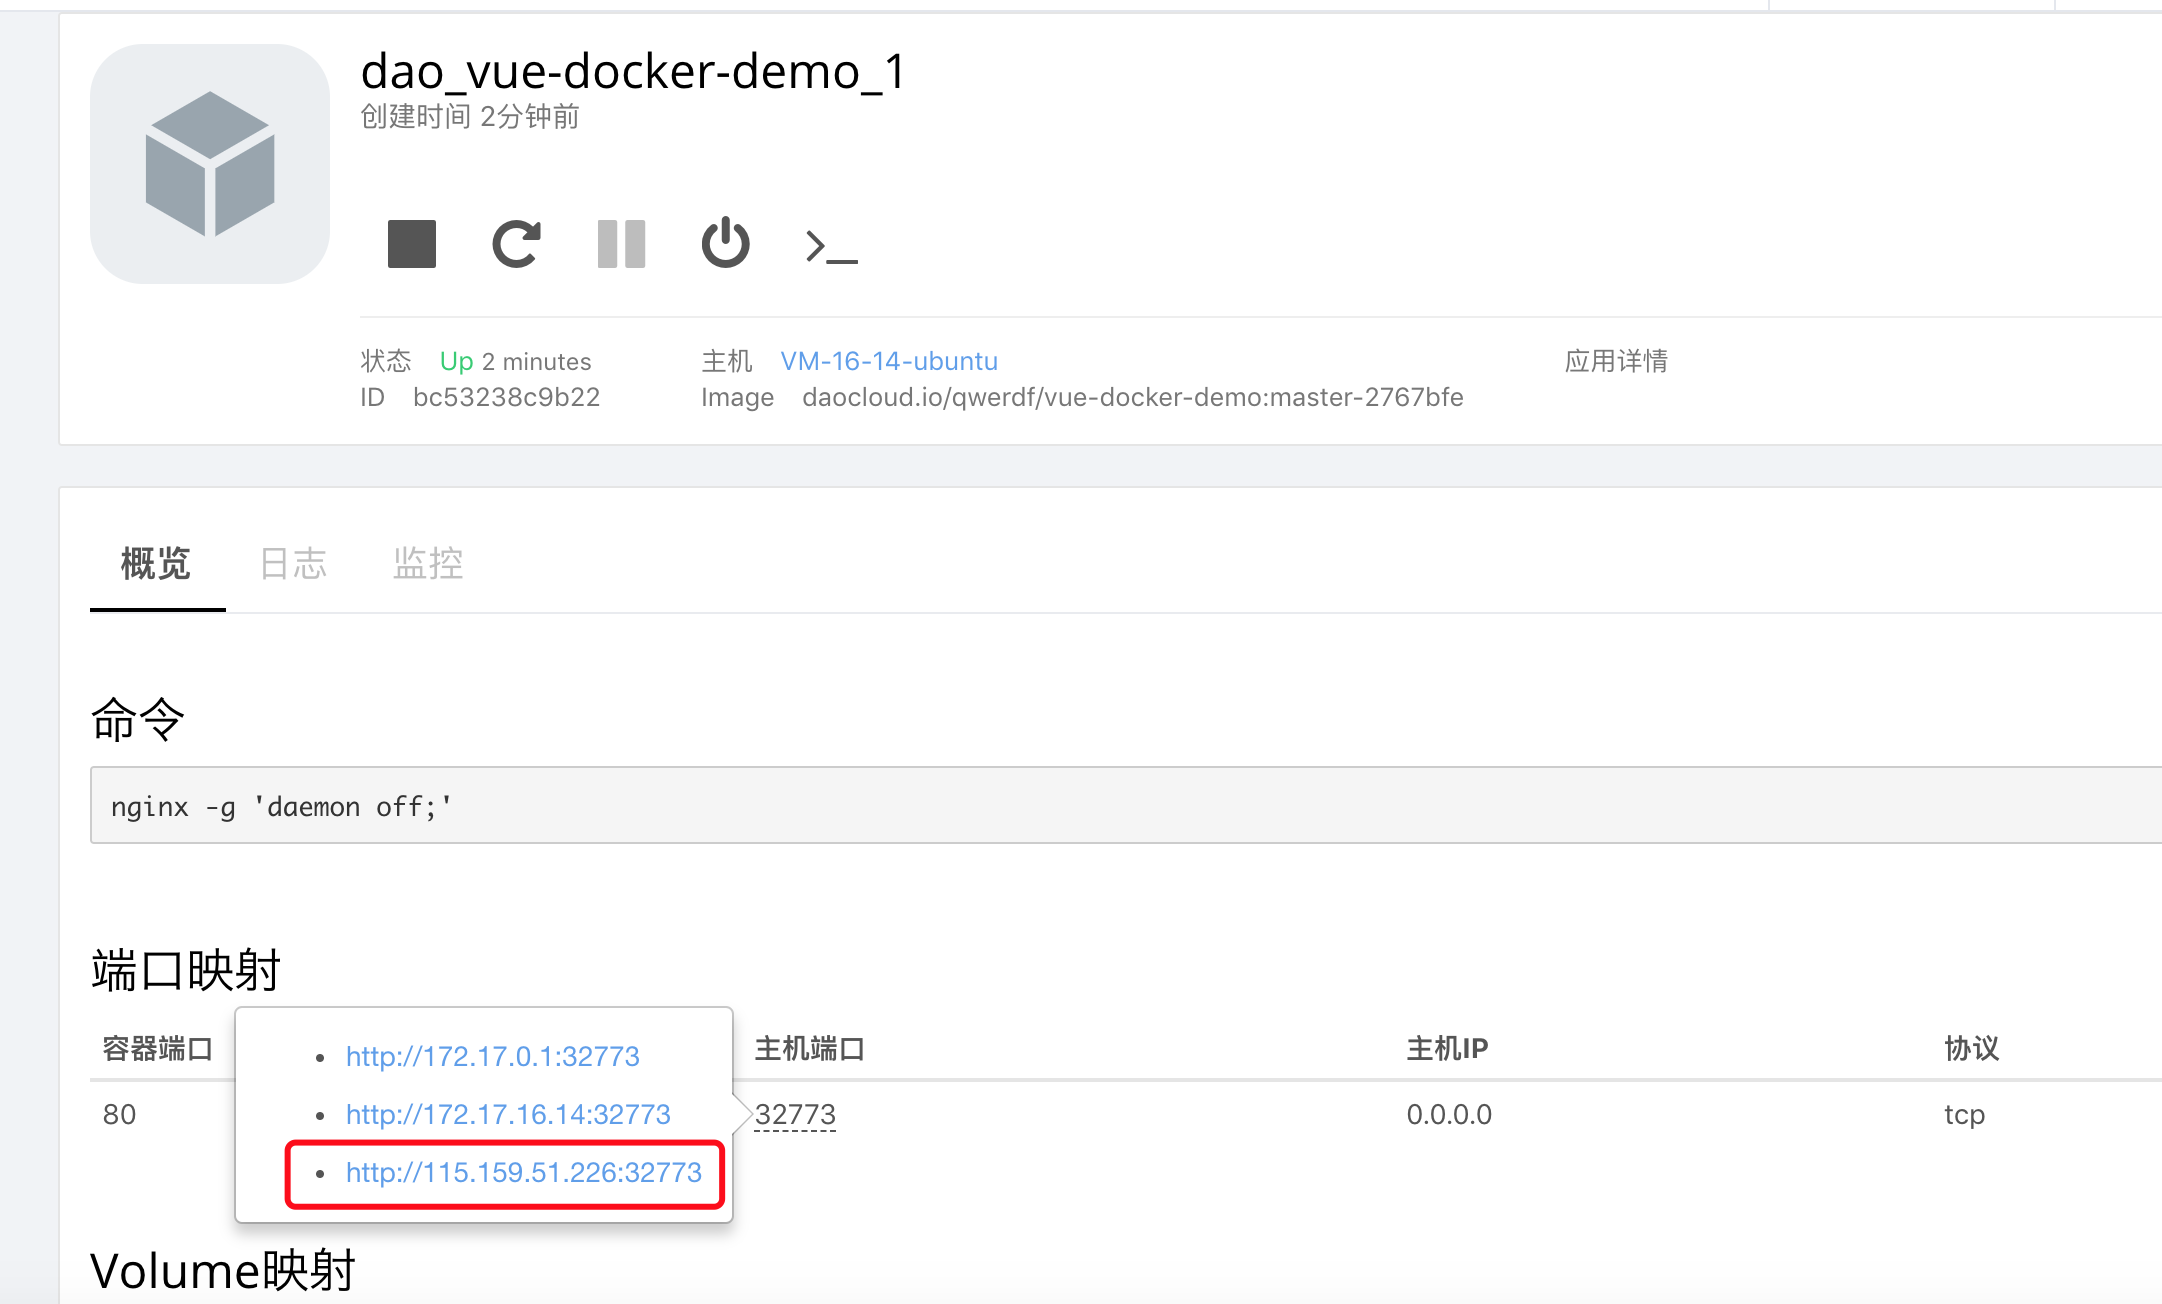 dao_vue-docker-demo_1
创建时间 2分钟前
状态 Up 2 minutes 主机 VM-16-14-ubuntu 应用详情
ID bc53238c9b22 Image daocloud.io/qwerdf/vue-docker-demo:master-2767bfe
概览 日志 监控
命令
nginx -g 'daemon off;'
端口映射
容器端口 主机端口 主机IP 协议
80 32773 0.0.0.0 tcp
http://172.17.0.1:32773
http://172.17.16.14:32773
http://115.159.51.226:32773
Volume映射